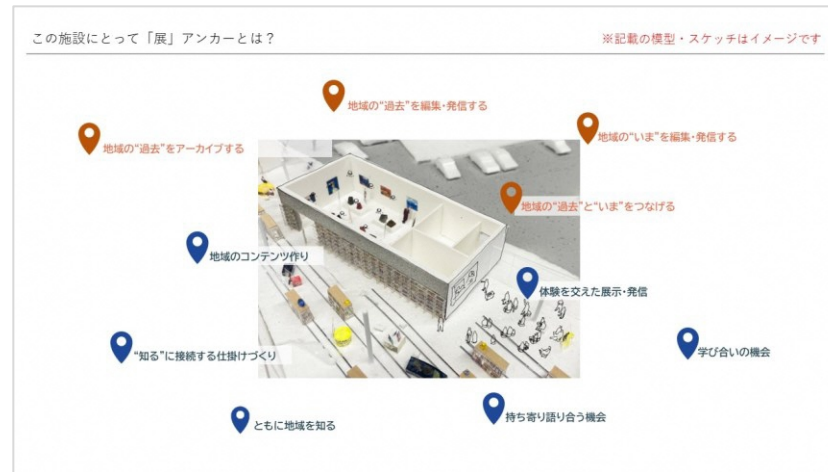 この施設にとって「展」アンカーとは？
※記載の模型・スケッチはイメージです
地域の“過去”を編集・発信する
地域の“いま”を編集・発信する
地域の“過去”をアーカイブする
地域の“過去”と“いま”をつなげる
地域のコンテンツ作り
体験を交えた展示・発信
“知る”に接続する仕掛けづくり
学び合いの機会
持ち寄り語り合う機会
ともに地域を知る